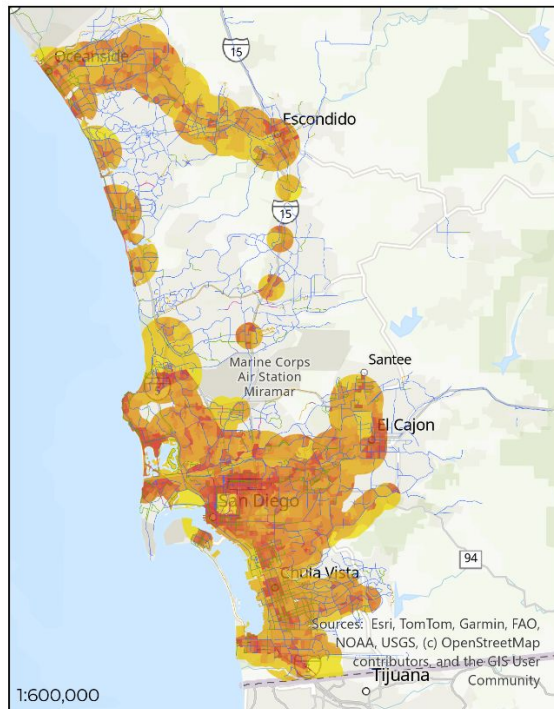 15
Oceanside
Escondido
15
Marine Corps
Air Station
Miramar
Santee
El Cajon
San Diego
94
Chula Vista
Sources: Esri, TomTom, Garmin, FAO,
NOAA, USGS, (c) OpenStreetMap
contributors, and the GIS User
Community
Tijuana
1:600,000